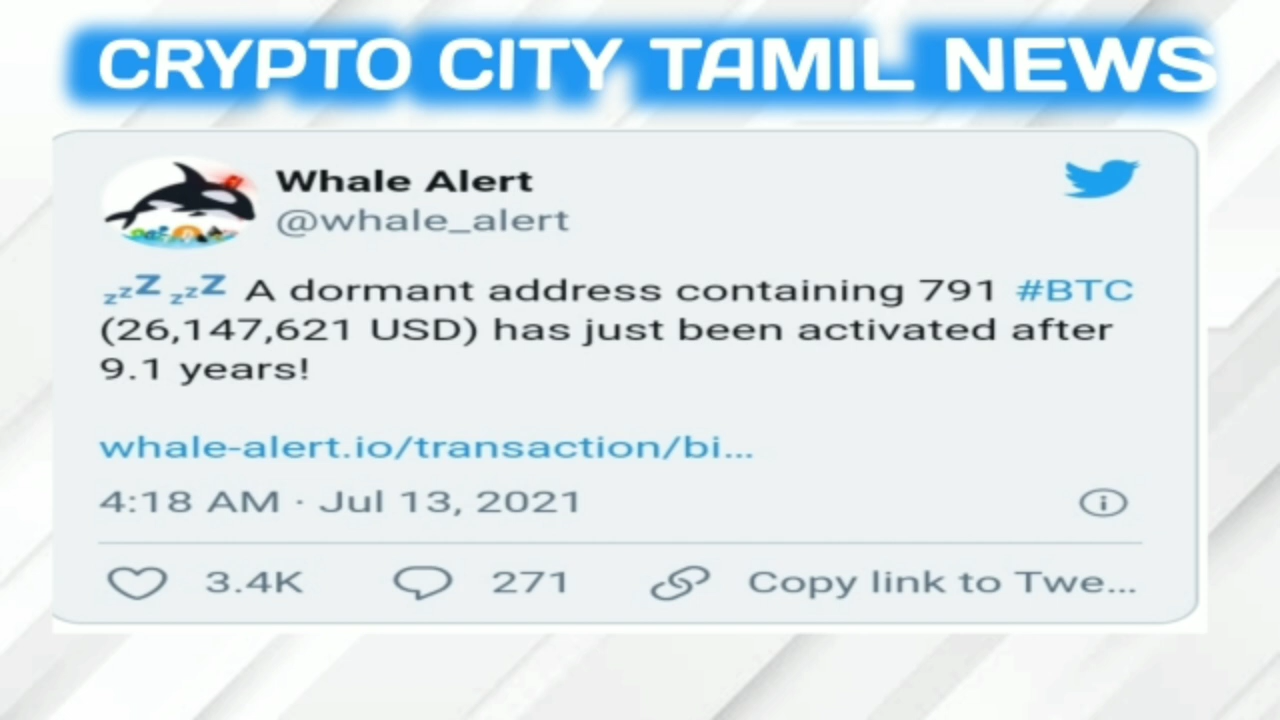 CRYPTO CITY TAMIL NEWS
Whale Alert
@whale_alert
zzZ zzZ A dormant address containing 791 #BTC
(26,147,621 USD) has just been activated after
9.1 years!
whale-alert.io/transaction/bi...
4:18 AM · Jul 13, 2021
3.4K 271 Copy link to Twe...